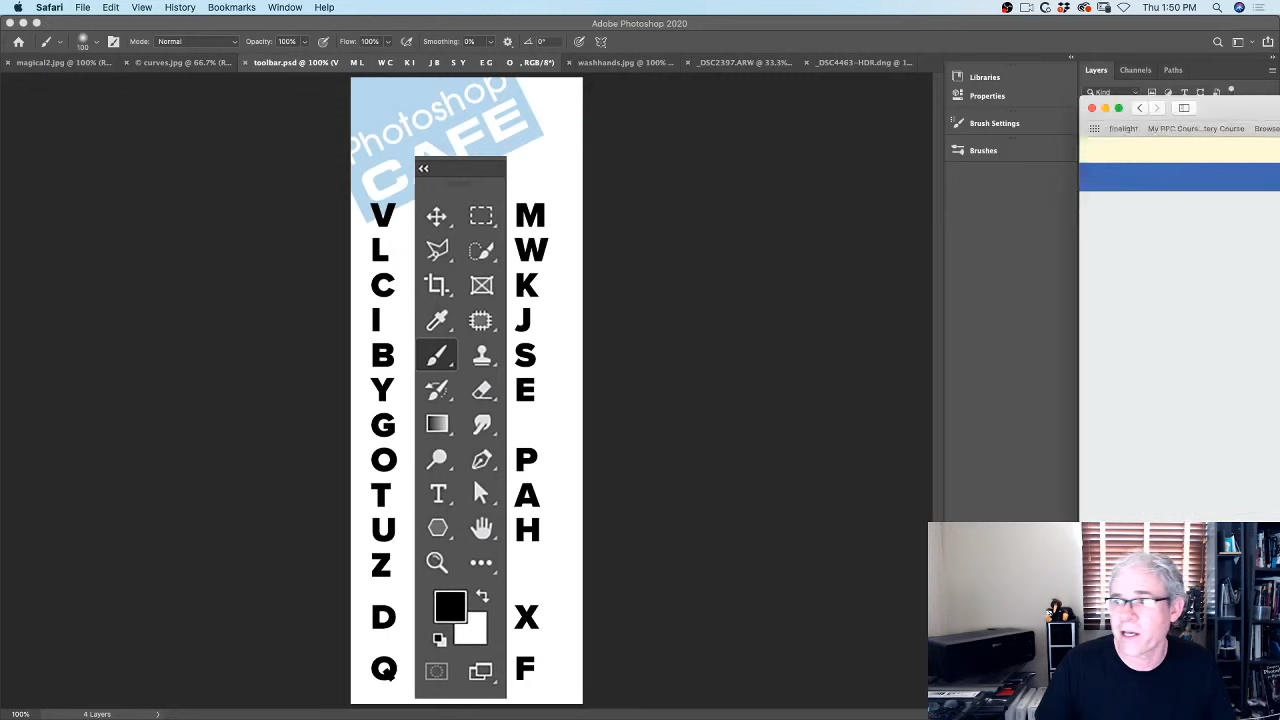 Safari File Edit View History Bookmarks Window Help Thu 1:50 PM
Adobe Photoshop 2020
100 Mode: Normal Opacity: 100% Flow: 100% Smoothing: 0% 0°
magical2.jpg @ 100% (R... © curves.jpg @ 66.7% (R... toolbar.psd @ 100% (V M L W C K I J B S Y E G O , RGB/8*) washhands.jpg @ 100% ... _DSC2397.ARW @ 33.3%... _DSC4463-HDR.dng @ 1...
Libraries
Properties
Brush Settings
Brushes
Layers Channels Paths
Kind
finelight My PPC Cours...tery Course Browse
Photoshop
CAFE
V M
L W
C K
I J
B S
Y E
G
O P
T A
U H
Z
D X
Q F
100% 4 Layers